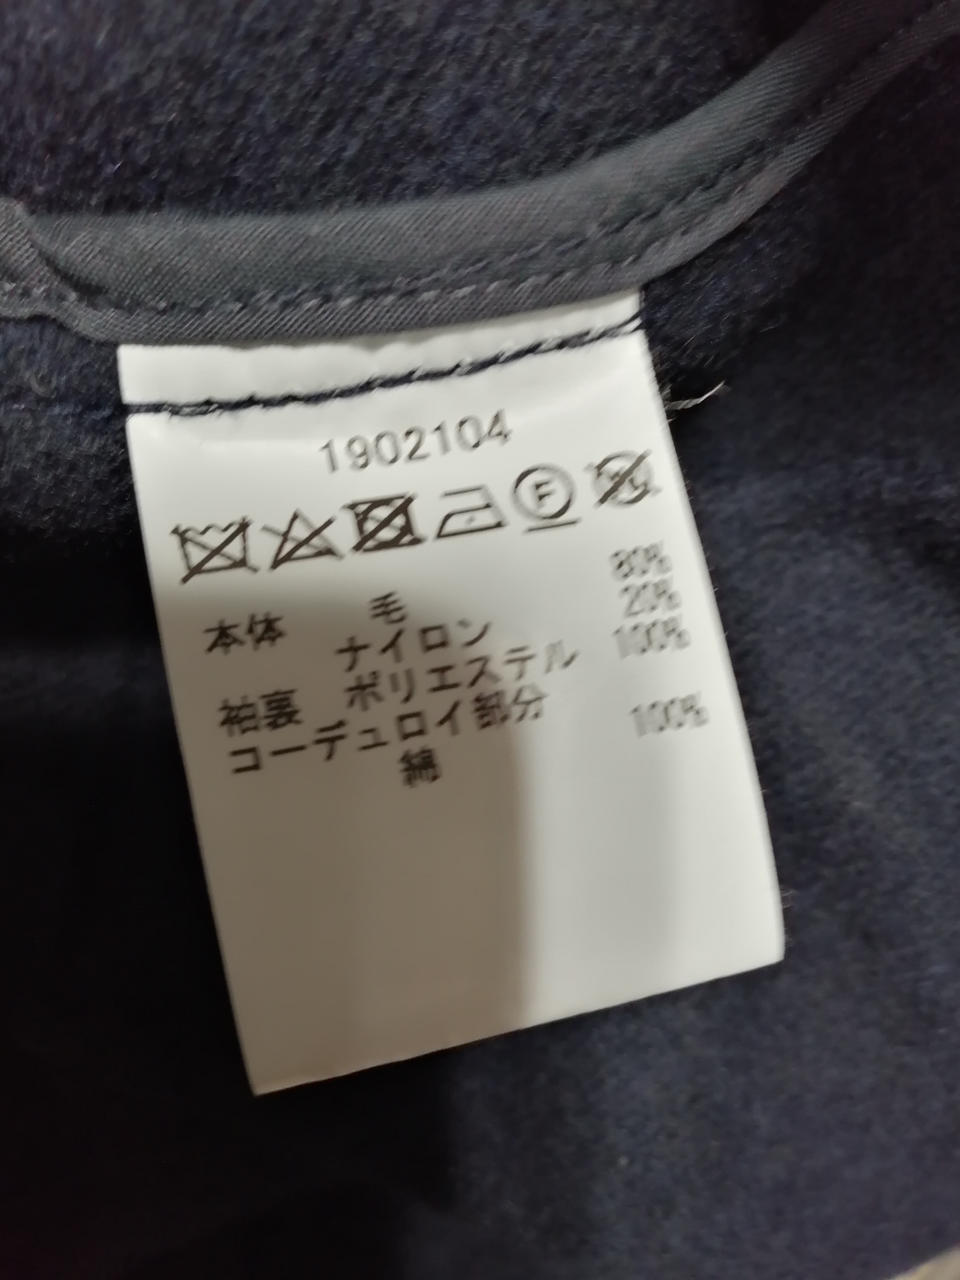 1902104
F
本体 毛 80%
ナイロン 20%
袖裏 ポリエステル 100%
コーデュロイ部分
綿 100%